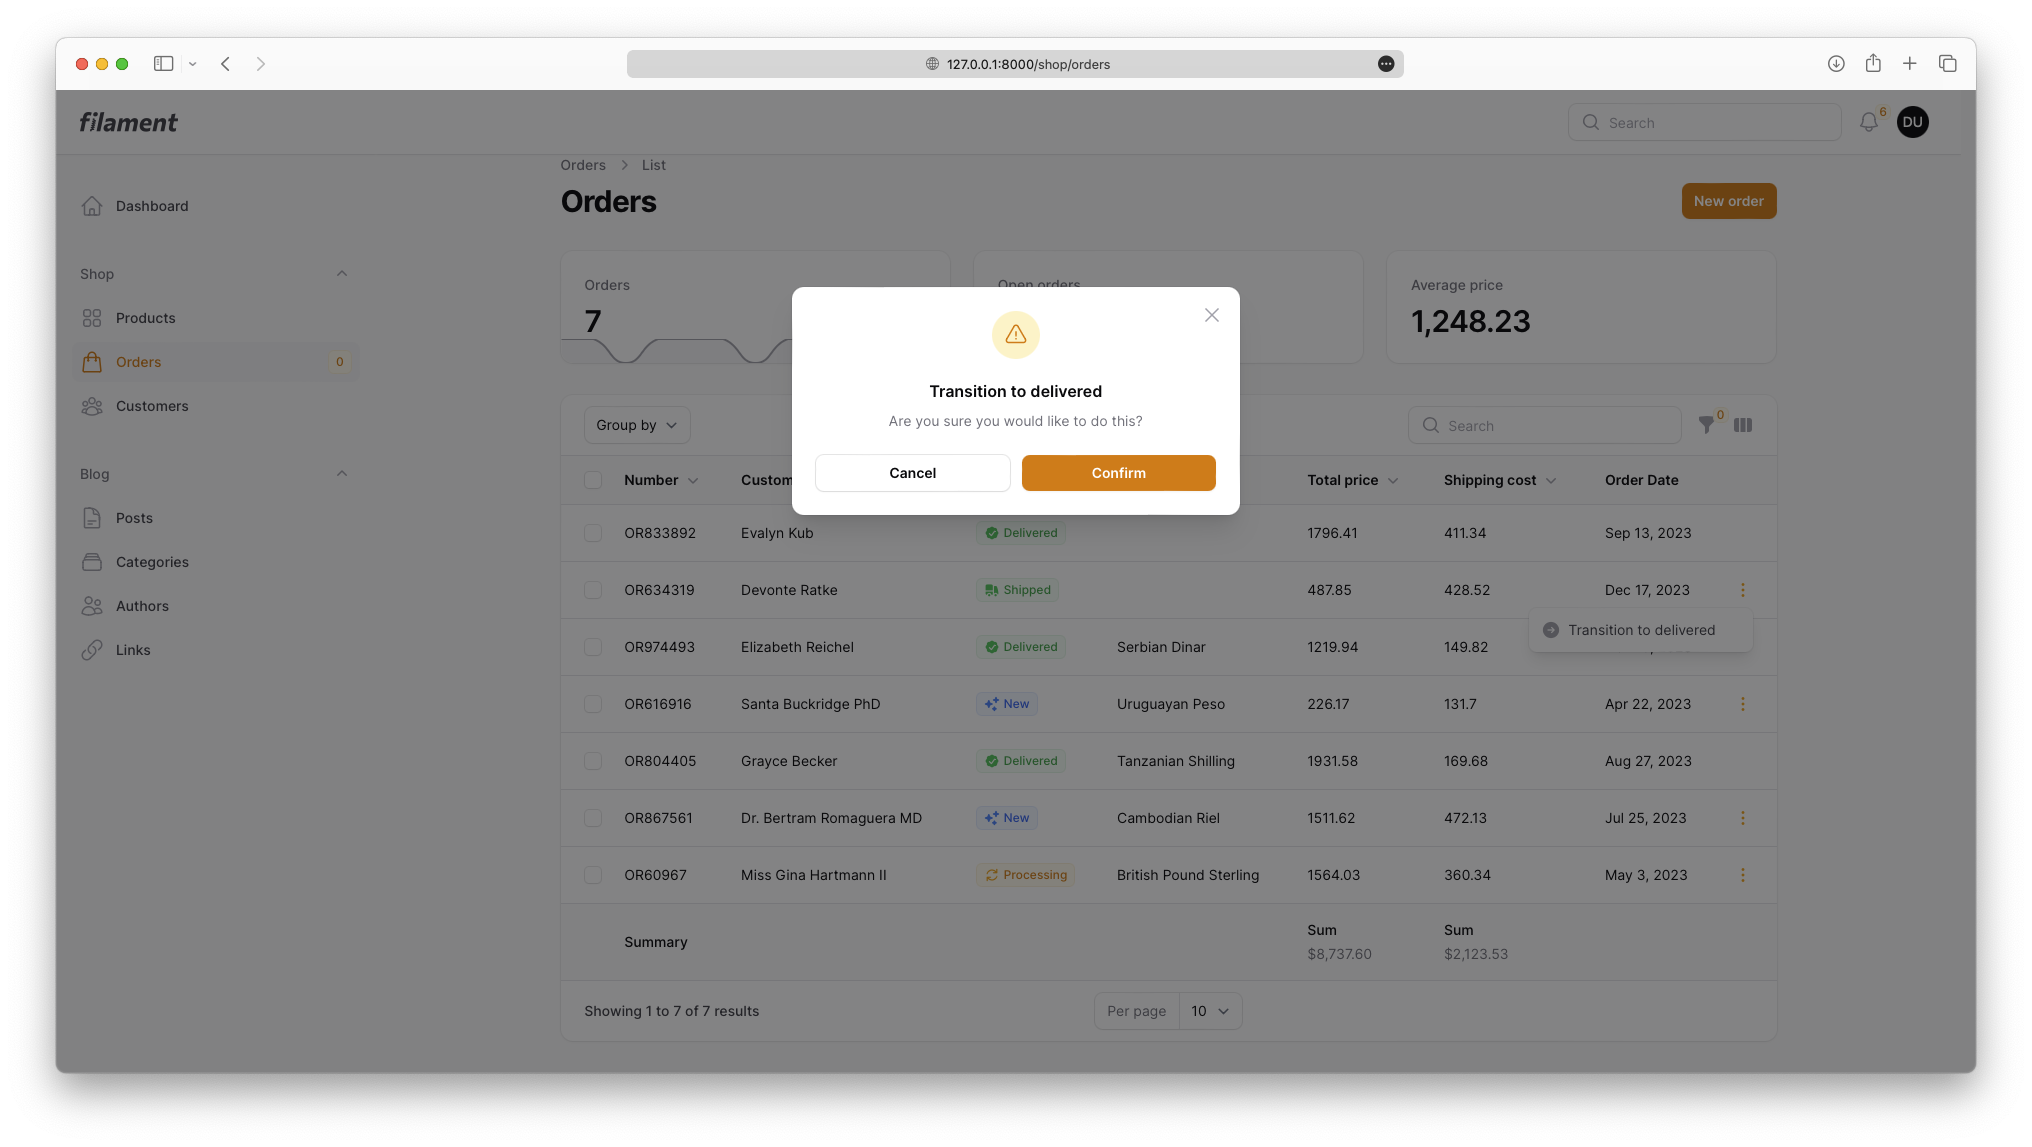 127.0.0.1:8000/shop/orders
filament
Search
6
DU
Dashboard
Shop
Products
Orders
0
Customers
Blog
Posts
Categories
Authors
Links
Orders
List
Orders
New order
Orders
7
Open orders
Average price
1,248.23
Transition to delivered
Are you sure you would like to do this?
Cancel
Confirm
Group by
Search
0
Number
Custom
Total price
Shipping cost
Order Date
OR833892 Evalyn Kub Delivered 1796.41 411.34 Sep 13, 2023
OR634319 Devonte Ratke Shipped 487.85 428.52 Dec 17, 2023
Transition to delivered
OR974493 Elizabeth Reichel Delivered Serbian Dinar 1219.94 149.82
OR616916 Santa Buckridge PhD New Uruguayan Peso 226.17 131.7 Apr 22, 2023
OR804405 Grayce Becker Delivered Tanzanian Shilling 1931.58 169.68 Aug 27, 2023
OR867561 Dr. Bertram Romaguera MD New Cambodian Riel 1511.62 472.13 Jul 25, 2023
OR60967 Miss Gina Hartmann II Processing British Pound Sterling 1564.03 360.34 May 3, 2023
Summary
Sum
$8,737.60
Sum
$2,123.53
Showing 1 to 7 of 7 results
Per page
10